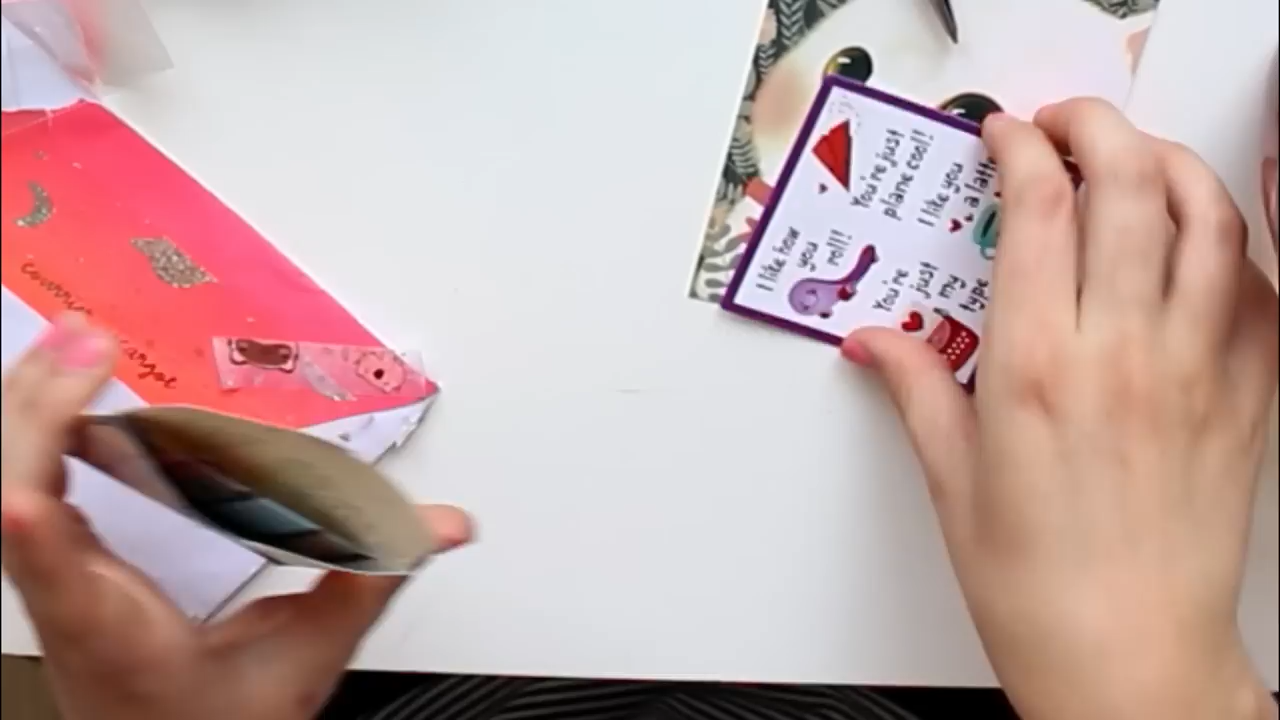 You're just
plane cool!
I like how
you
roll!
I like you
a latte
You're
just
my
type